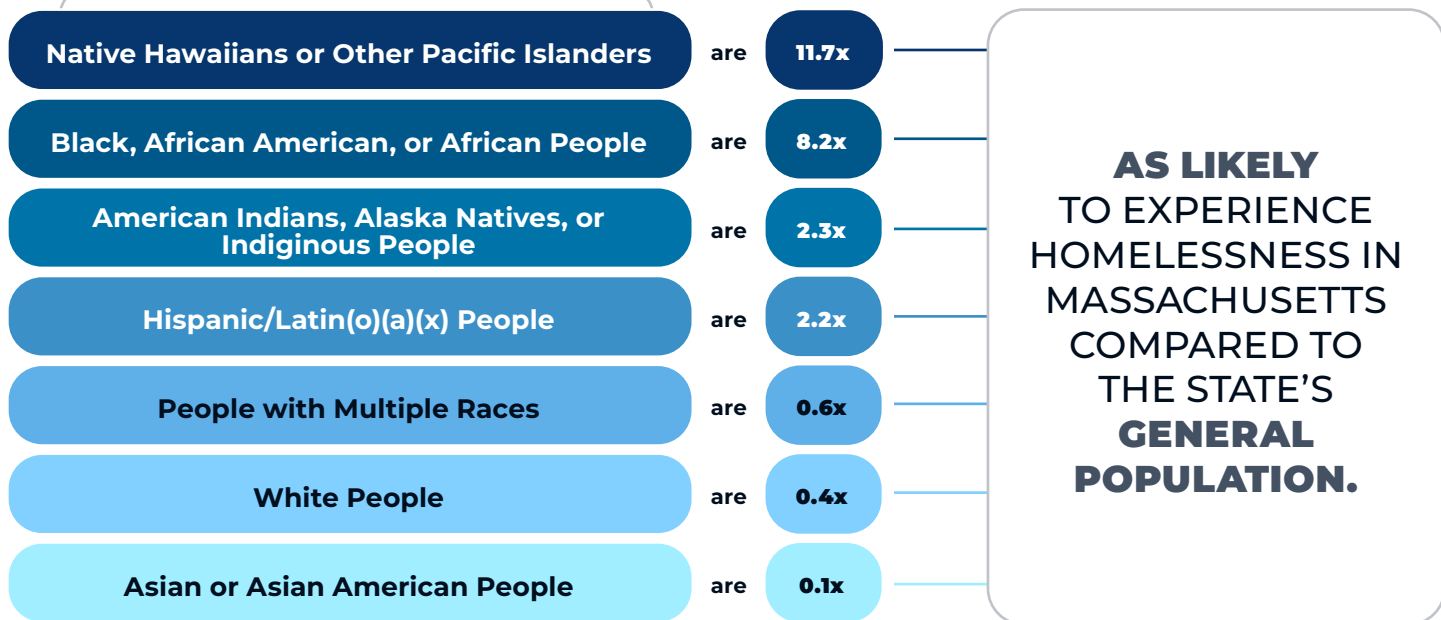 Native Hawaiians or Other Pacific Islanders are 11.7x
Black, African American, or African People are 8.2x
American Indians, Alaska Natives, or
Indiginous People are 2.3x
Hispanic/Latin(o)(a)(x) People are 2.2x
People with Multiple Races are 0.6x
White People are 0.4x
Asian or Asian American People are 0.1x
AS LIKELY
TO EXPERIENCE
HOMELESSNESS IN
MASSACHUSETTS
COMPARED TO
THE STATE’S
GENERAL
POPULATION.